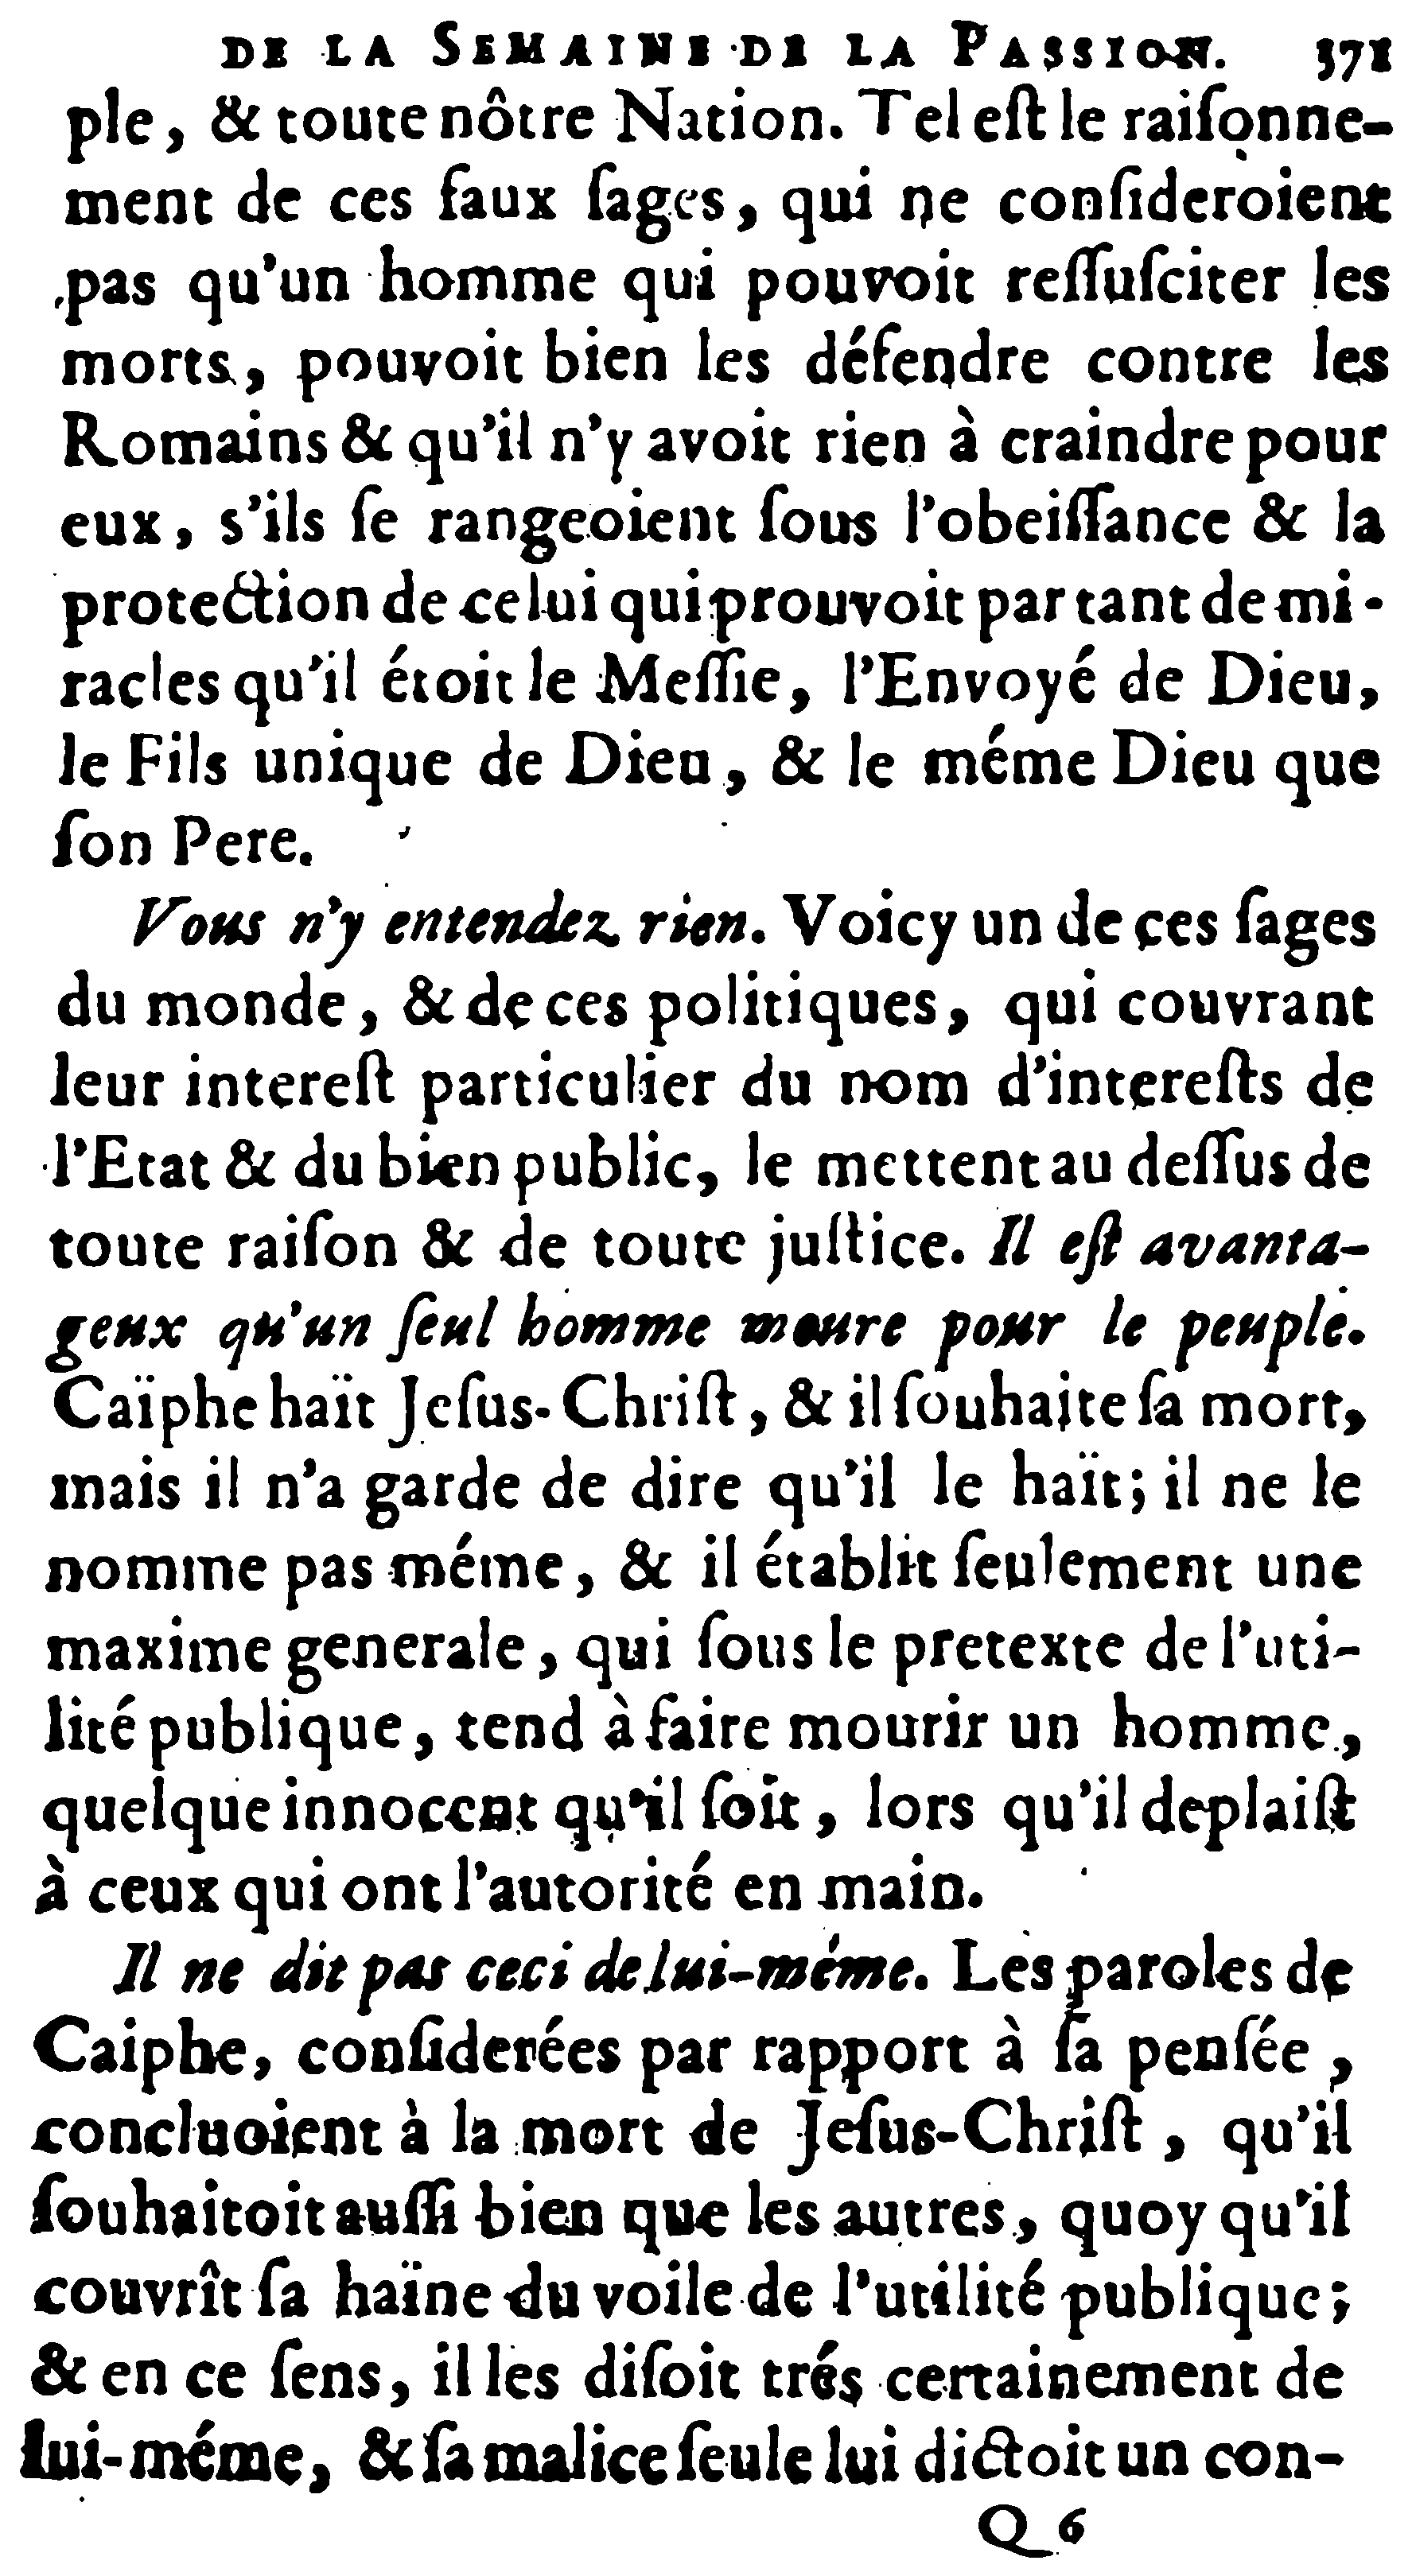 DE LA SEMAINE DE LA PASSION. 371
ple, & toute nôtre Nation. Tel eſt le raiſonne-
ment de ces faux ſages, qui ne conſideroient
pas qu'un homme qui pouvoit reſſuſciter les
morts, pouvoit bien les défendre contre les
Romains & qu'il n'y avoit rien à craindre pour
eux, s'ils ſe rangeoient ſous l'obeiſſance & la
protection de celui qui prouvoit par tant de mi-
racles qu'il étoit le Meſſie, l'Envoyé de Dieu,
le Fils unique de Dieu, & le méme Dieu que
ſon Pere.
Vous n'y entendez rien. Voicy un de ces ſages
du monde, & de ces politiques, qui couvrant
leur intereſt particulier du nom d'intereſts de
l'Etat & du bien public, le mettent au deſſus de
toute raiſon & de toute juſtice. Il eſt avanta-
geux qu'un ſeul homme meure pour le peuple.
Caïphe haït Jeſus-Chriſt, & il ſouhaite ſa mort,
mais il n'a garde de dire qu'il le haït; il ne le
nomme pas méme, & il établit ſeulement une
maxime generale, qui ſous le pretexte de l'uti-
lité publique, tend à faire mourir un homme,
quelque innocent qu'il ſoit, lors qu'il deplaiſt
à ceux qui ont l'autorité en main.
Il ne dit pas ceci de lui-méme. Les paroles de
Caiphe, conſiderées par rapport à ſa penſée,
concluoient à la mort de Jeſus-Chriſt, qu'il
ſouhaitoit auſſi bien que les autres, quoy qu'il
couvrît ſa haïne du voile de l'utilité publique;
& en ce ſens, il les diſoit trés certainement de
lui-méme, & ſa malice ſeule lui dictoit un con-
Q 6